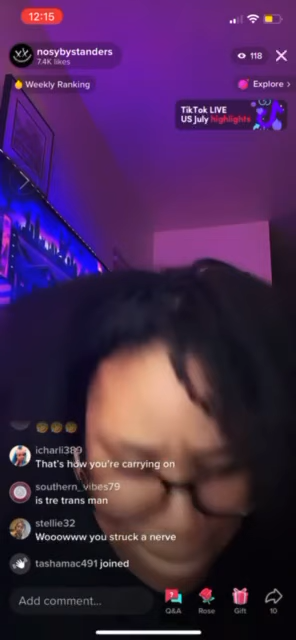 12:15
nosybystanders
7.4K likes
118
Weekly Ranking
Explore >
TikTok LIVE
US July highlights
icharli389
That's how you're carrying on
southern_vibes79
is tre trans man
stellie32
Wooowww you struck a nerve
tashamac491 joined
Add comment...
Q&A
Rose
Gift
10